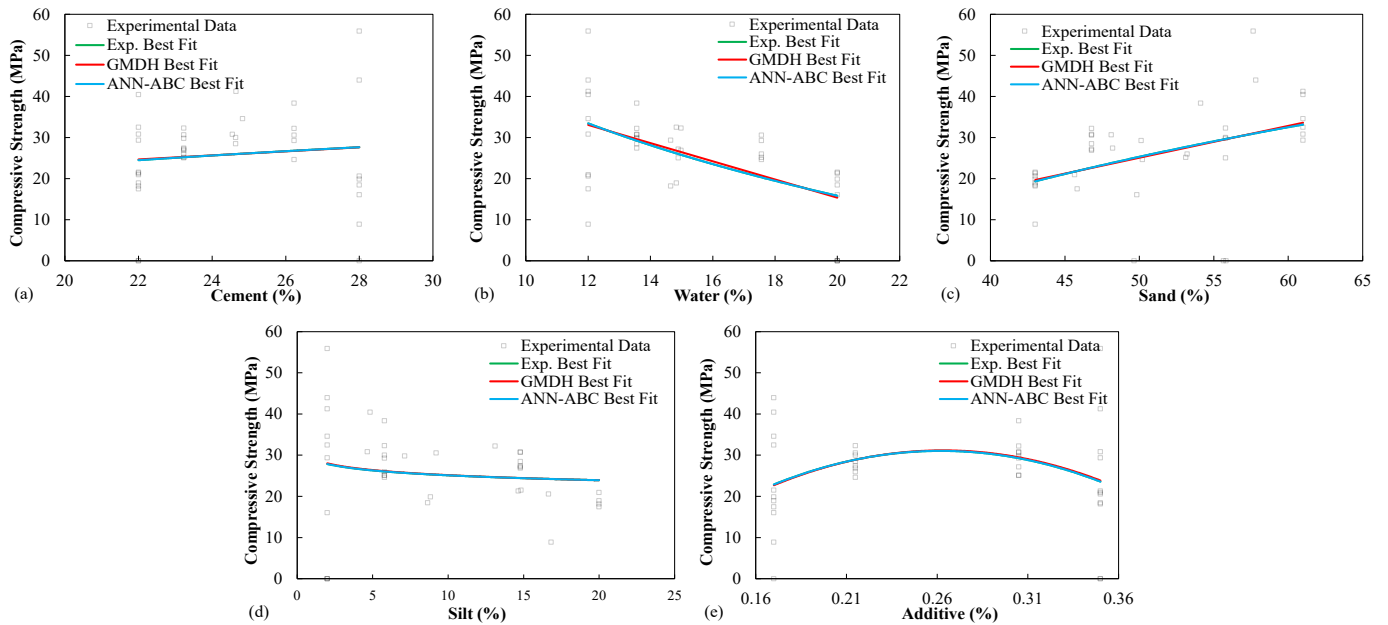 Compressive Strength (MPa)
60
50
40
30
20
10
0
Experimental Data
Exp. Best Fit
GMDH Best Fit
ANN-ABC Best Fit
20 22 24 26 28 30
(a) Cement (%)
Compressive Strength (MPa)
60
50
40
30
20
10
0
Experimental Data
Exp. Best Fit
GMDH Best Fit
ANN-ABC Best Fit
10 12 14 16 18 20 22
(b) Water (%)
Compressive Strength (MPa)
60
50
40
30
20
10
0
Experimental Data
Exp. Best Fit
GMDH Best Fit
ANN-ABC Best Fit
40 45 50 55 60 65
(c) Sand (%)
Compressive Strength (MPa)
60
50
40
30
20
10
0
Experimental Data
Exp. Best Fit
GMDH Best Fit
ANN-ABC Best Fit
0 5 10 15 20 25
(d) Silt (%)
Compressive Strength (MPa)
60
50
40
30
20
10
0
Experimental Data
Exp. Best Fit
GMDH Best Fit
ANN-ABC Best Fit
0.16 0.21 0.26 0.31 0.36
(e) Additive (%)